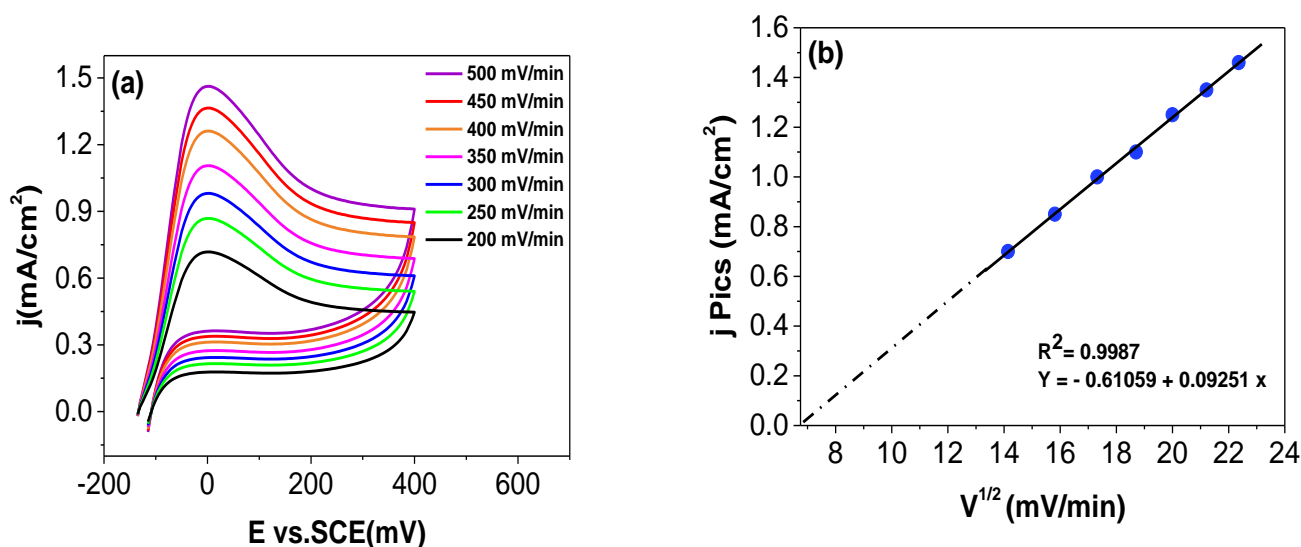 (a)
500 mV/min
450 mV/min
400 mV/min
350 mV/min
300 mV/min
250 mV/min
200 mV/min
1.5
1.2
0.9
0.6
0.3
0.0
j(mA/cm²)
-200 0 200 400 600
E vs.SCE(mV)
(b)
1.6
1.4
1.2
1.0
0.8
0.6
0.4
0.2
0.0
j Pics (mA/cm²)
R²= 0.9987
Y = - 0.61059 + 0.09251 x
8 10 12 14 16 18 20 22 24
V^1/2 (mV/min)